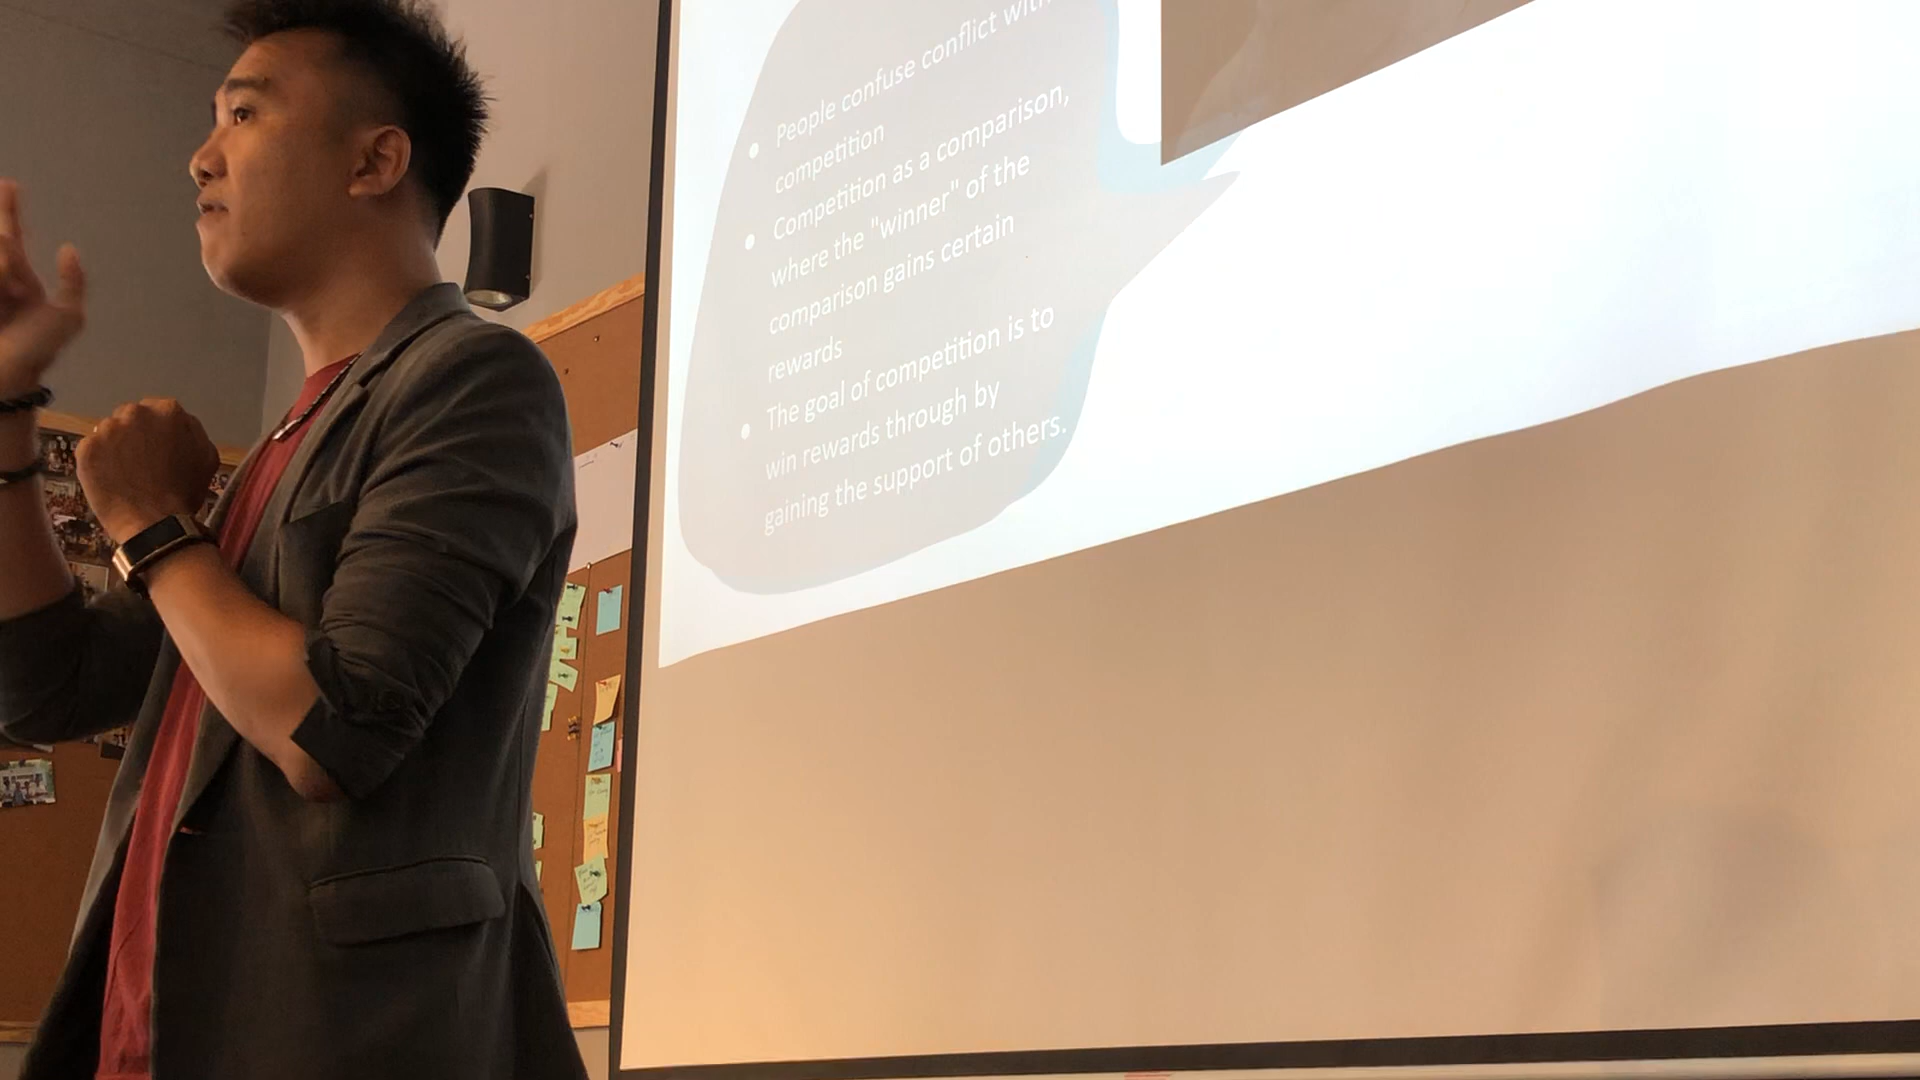 People confuse conflict with
competition
Competition as a comparison,
where the "winner" of the
comparison gains certain
rewards
The goal of competition is to
win rewards through by
gaining the support of others.